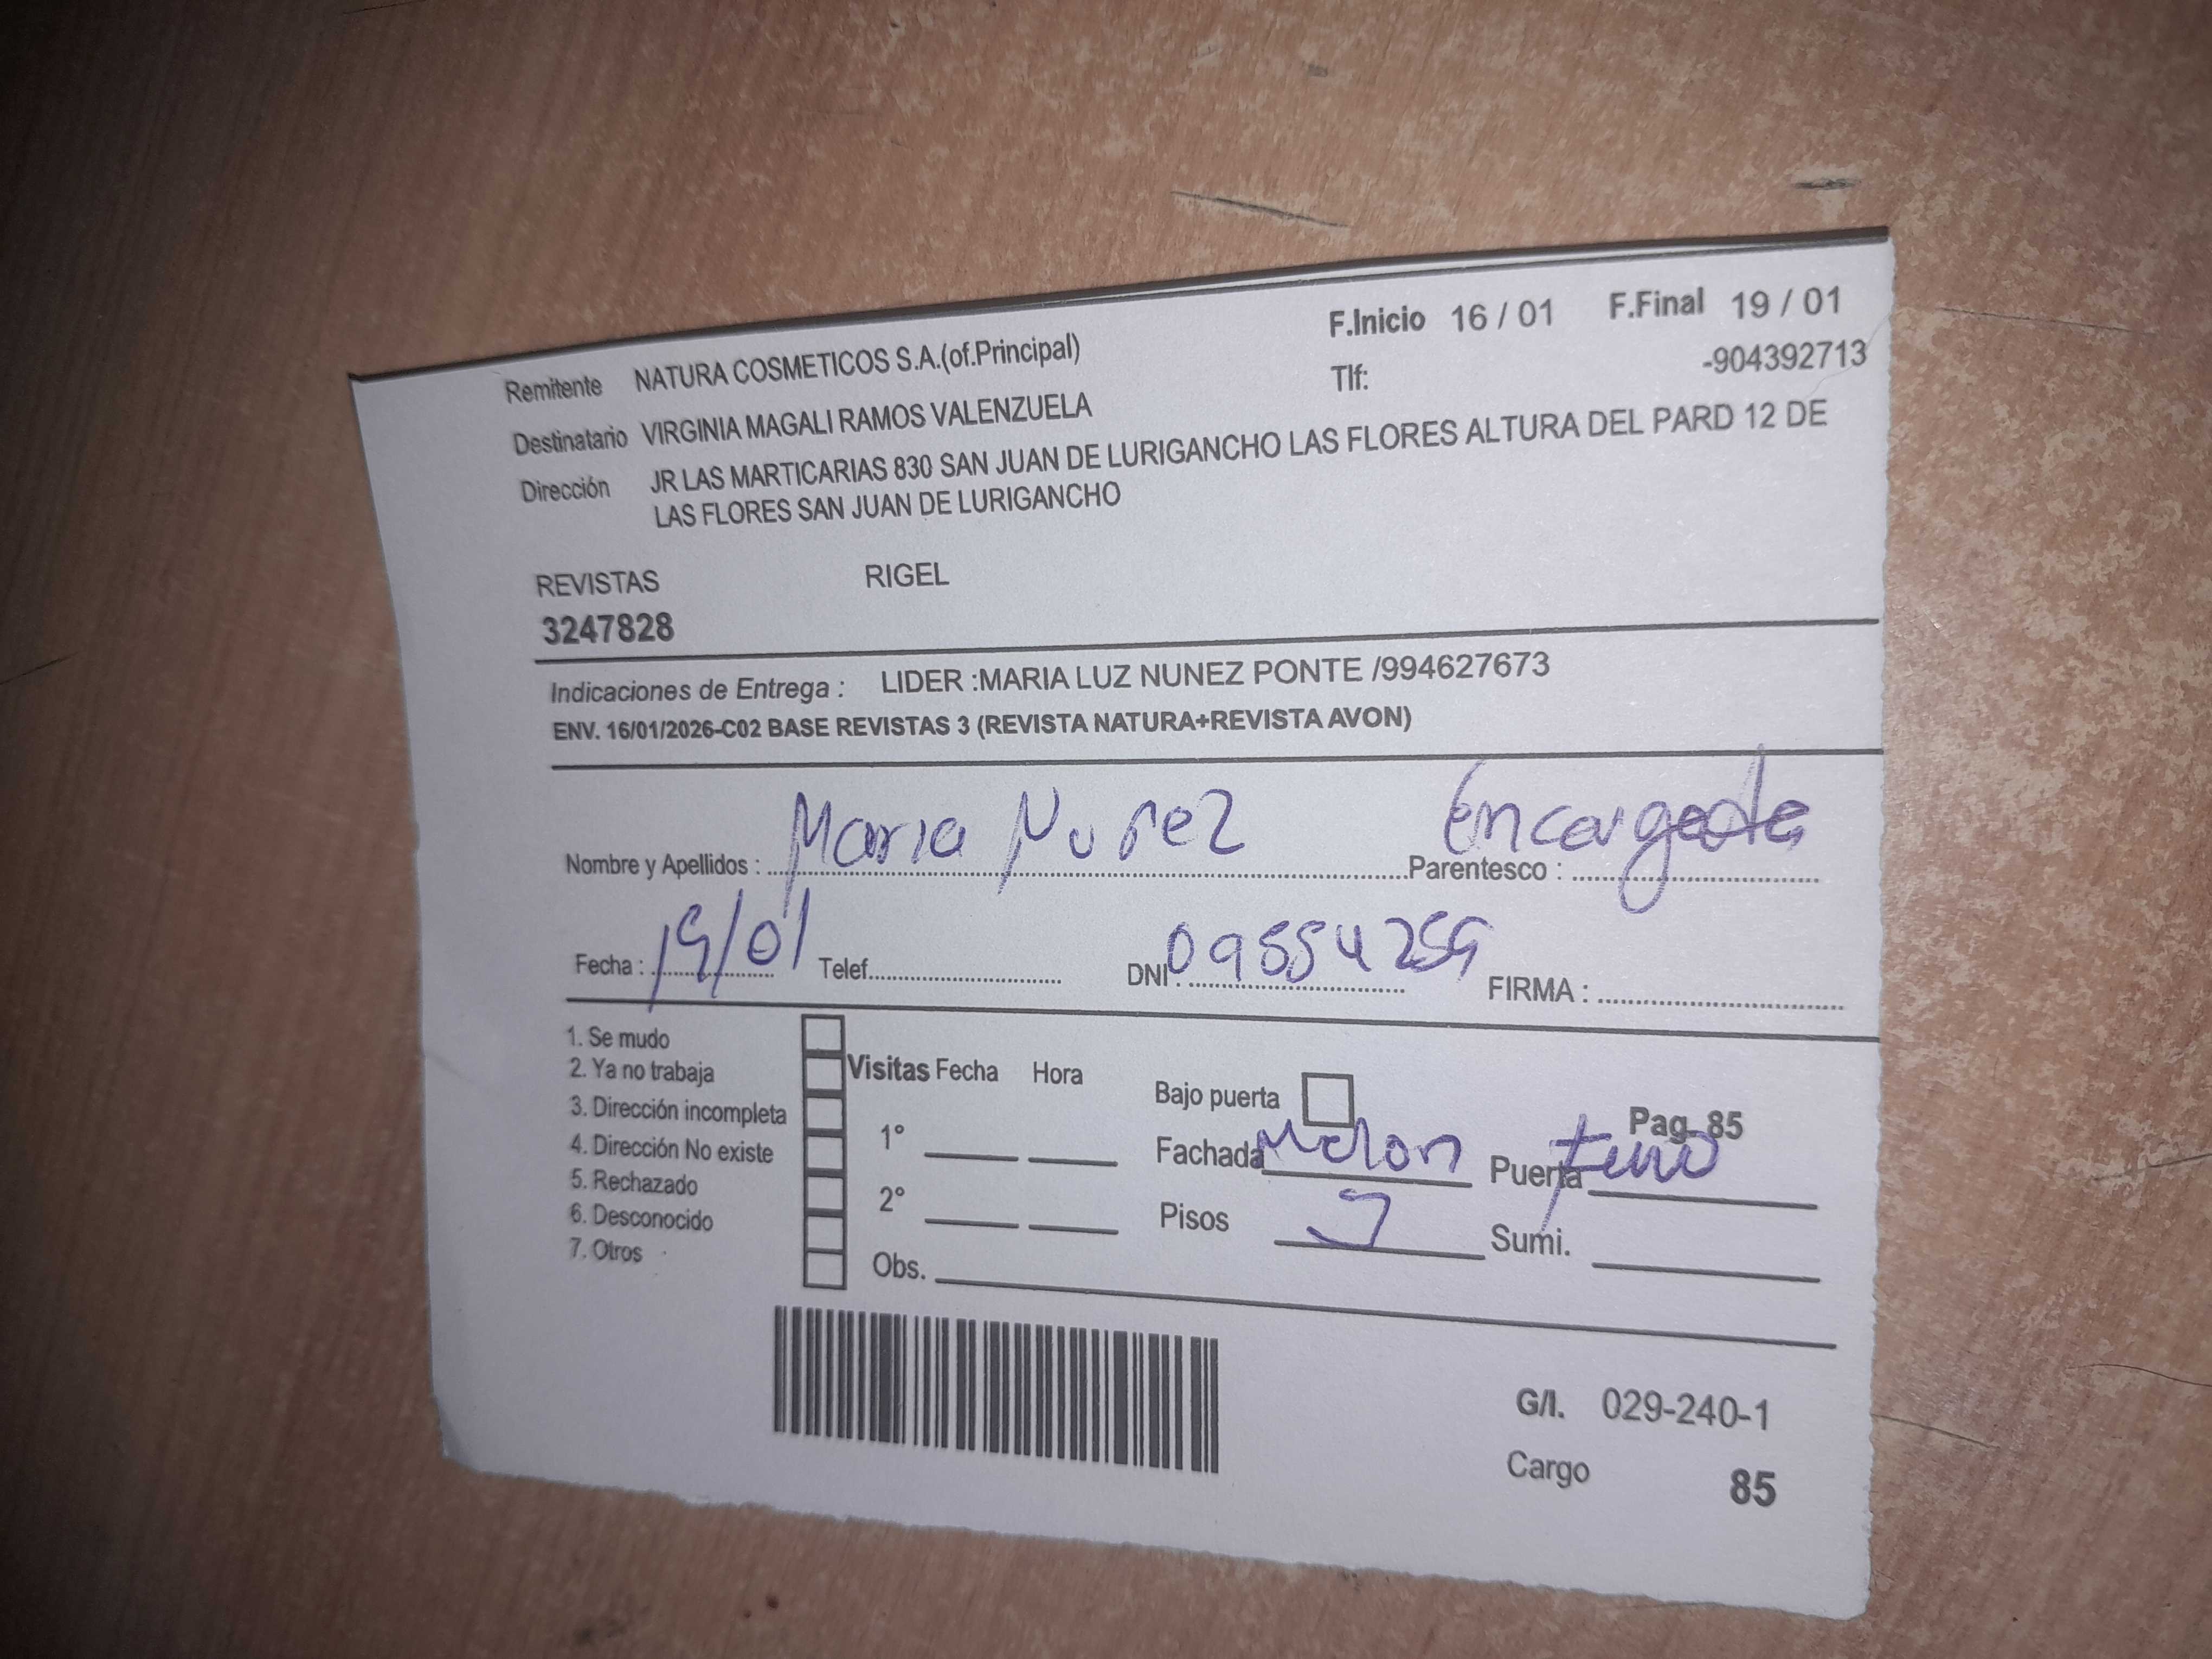 F.Inicio 16 / 01 F.Final 19 / 01
Remitente NATURA COSMETICOS S.A.(of.Principal) Tlf: -904392713
Destinatario VIRGINIA MAGALI RAMOS VALENZUELA
Dirección JR LAS MARTICARIAS 830 SAN JUAN DE LURIGANCHO LAS FLORES ALTURA DEL PARD 12 DE
LAS FLORES SAN JUAN DE LURIGANCHO
REVISTAS RIGEL
3247828
Indicaciones de Entrega : LIDER :MARIA LUZ NUNEZ PONTE /994627673
ENV. 16/01/2026-C02 BASE REVISTAS 3 (REVISTA NATURA+REVISTA AVON)
Nombre y Apellidos : Maria Nuñez Parentesco : Encargada
Fecha : 19/01 Telef. DNI. FIRMA :
1. Se mudo
2. Ya no trabaja
3. Dirección incompleta
4. Dirección No existe
5. Rechazado
6. Desconocido
7. Otros
Visitas Fecha Hora
1°
2°
Obs.
Bajo puerta Pag. 85
Fachada Melon Puerta
Pisos Sumi.
G/I. 029-240-1
Cargo 85